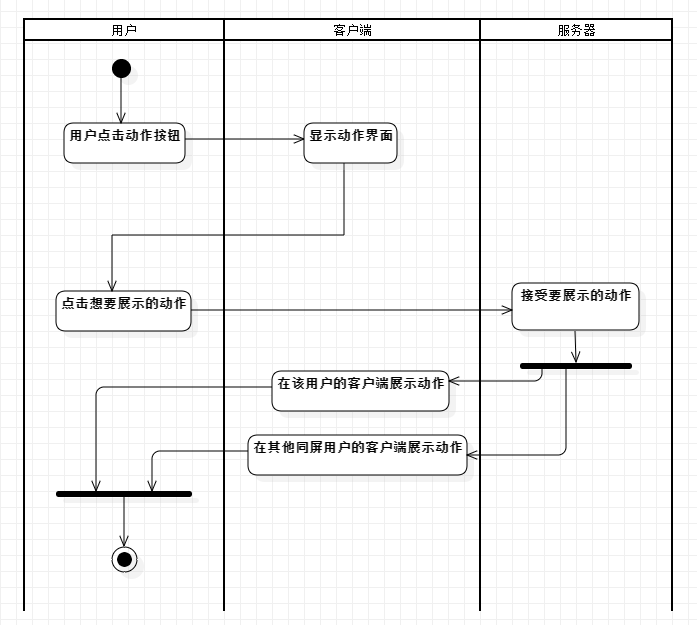 用户
客户端
服务器
用户点击动作按钮
显示动作界面
点击想要展示的动作
接受要展示的动作
在该用户的客户端展示动作
在其他同屏用户的客户端展示动作